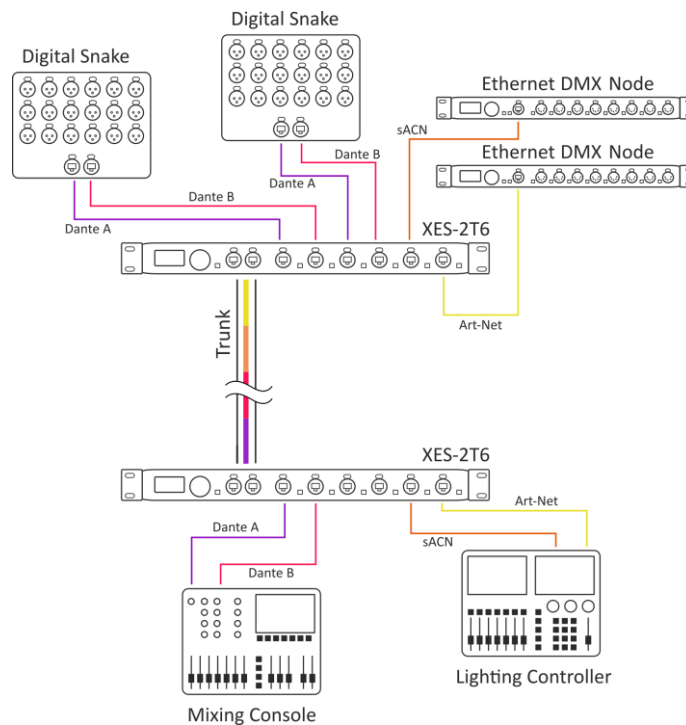 Digital Snake
Digital Snake
Ethernet DMX Node
sACN
Dante B
Ethernet DMX Node
Dante A
Dante B
Dante A
XES-2T6
Trunk
Art-Net
XES-2T6
Dante A
Art-Net
sACN
Dante B
Lighting Controller
Mixing Console